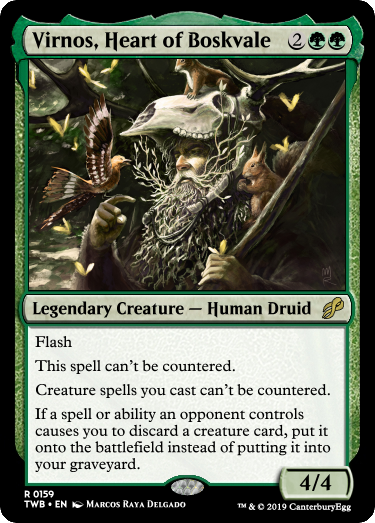 Virnos, Heart of Boskvale 2
Legendary Creature — Human Druid
Flash
This spell can't be countered.
Creature spells you cast can't be countered.
If a spell or ability an opponent controls
causes you to discard a creature card, put it
onto the battlefield instead of putting it into
your graveyard.
4/4
R 0159
TWB • EN Marcos Raya Delgado
™ & © 2019 CanterburyEgg